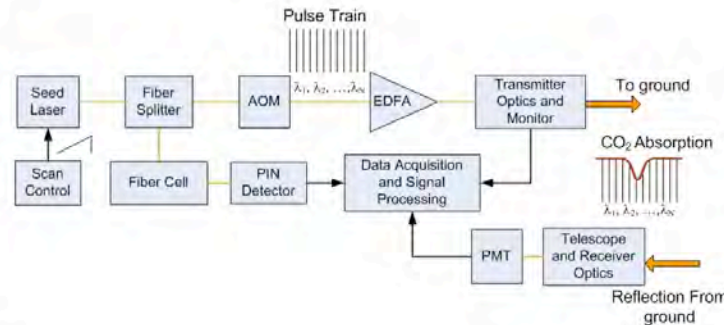 Pulse Train
Seed
Laser
Fiber
Splitter
AOM
λ1, λ2, ...,λN
EDFA
Transmitter
Optics and
Monitor
To ground
CO2 Absorption
λ1, λ2, ...,λN
Scan
Control
Fiber Cell
PIN
Detector
Data Acquisition
and Signal
Processing
PMT
Telescope
and Receiver
Optics
Reflection From
ground